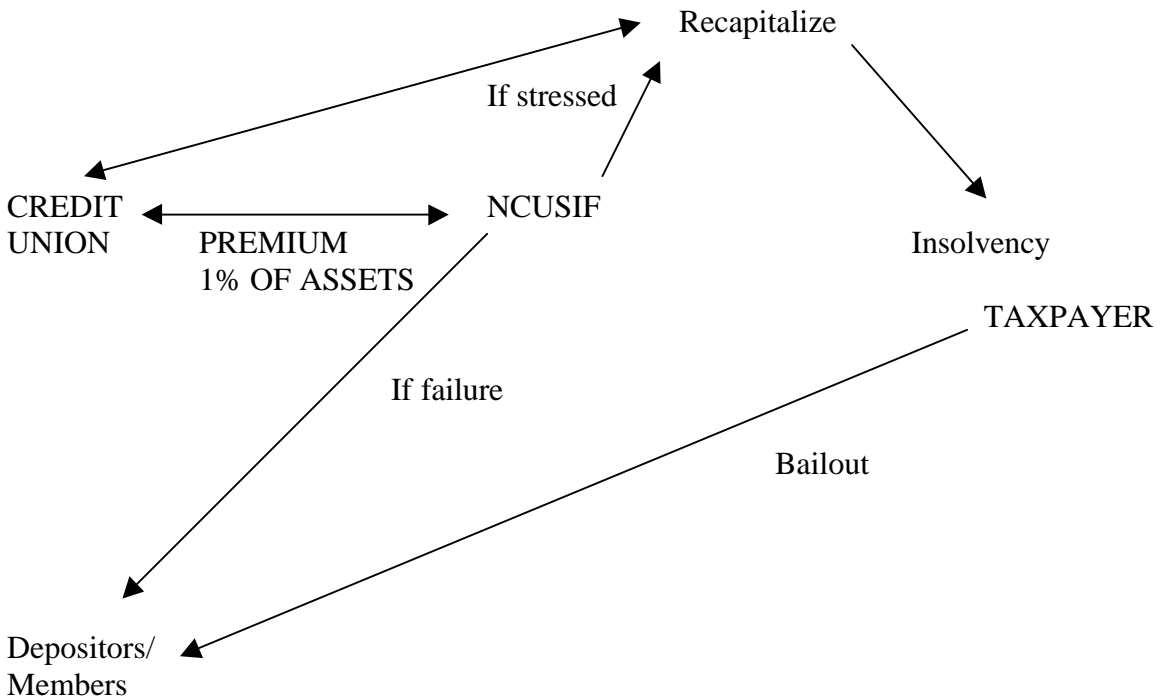 Recapitalize
If stressed
CREDIT
UNION
PREMIUM
1% OF ASSETS
NCUSIF
Insolvency
TAXPAYER
If failure
Bailout
Depositors/
Members